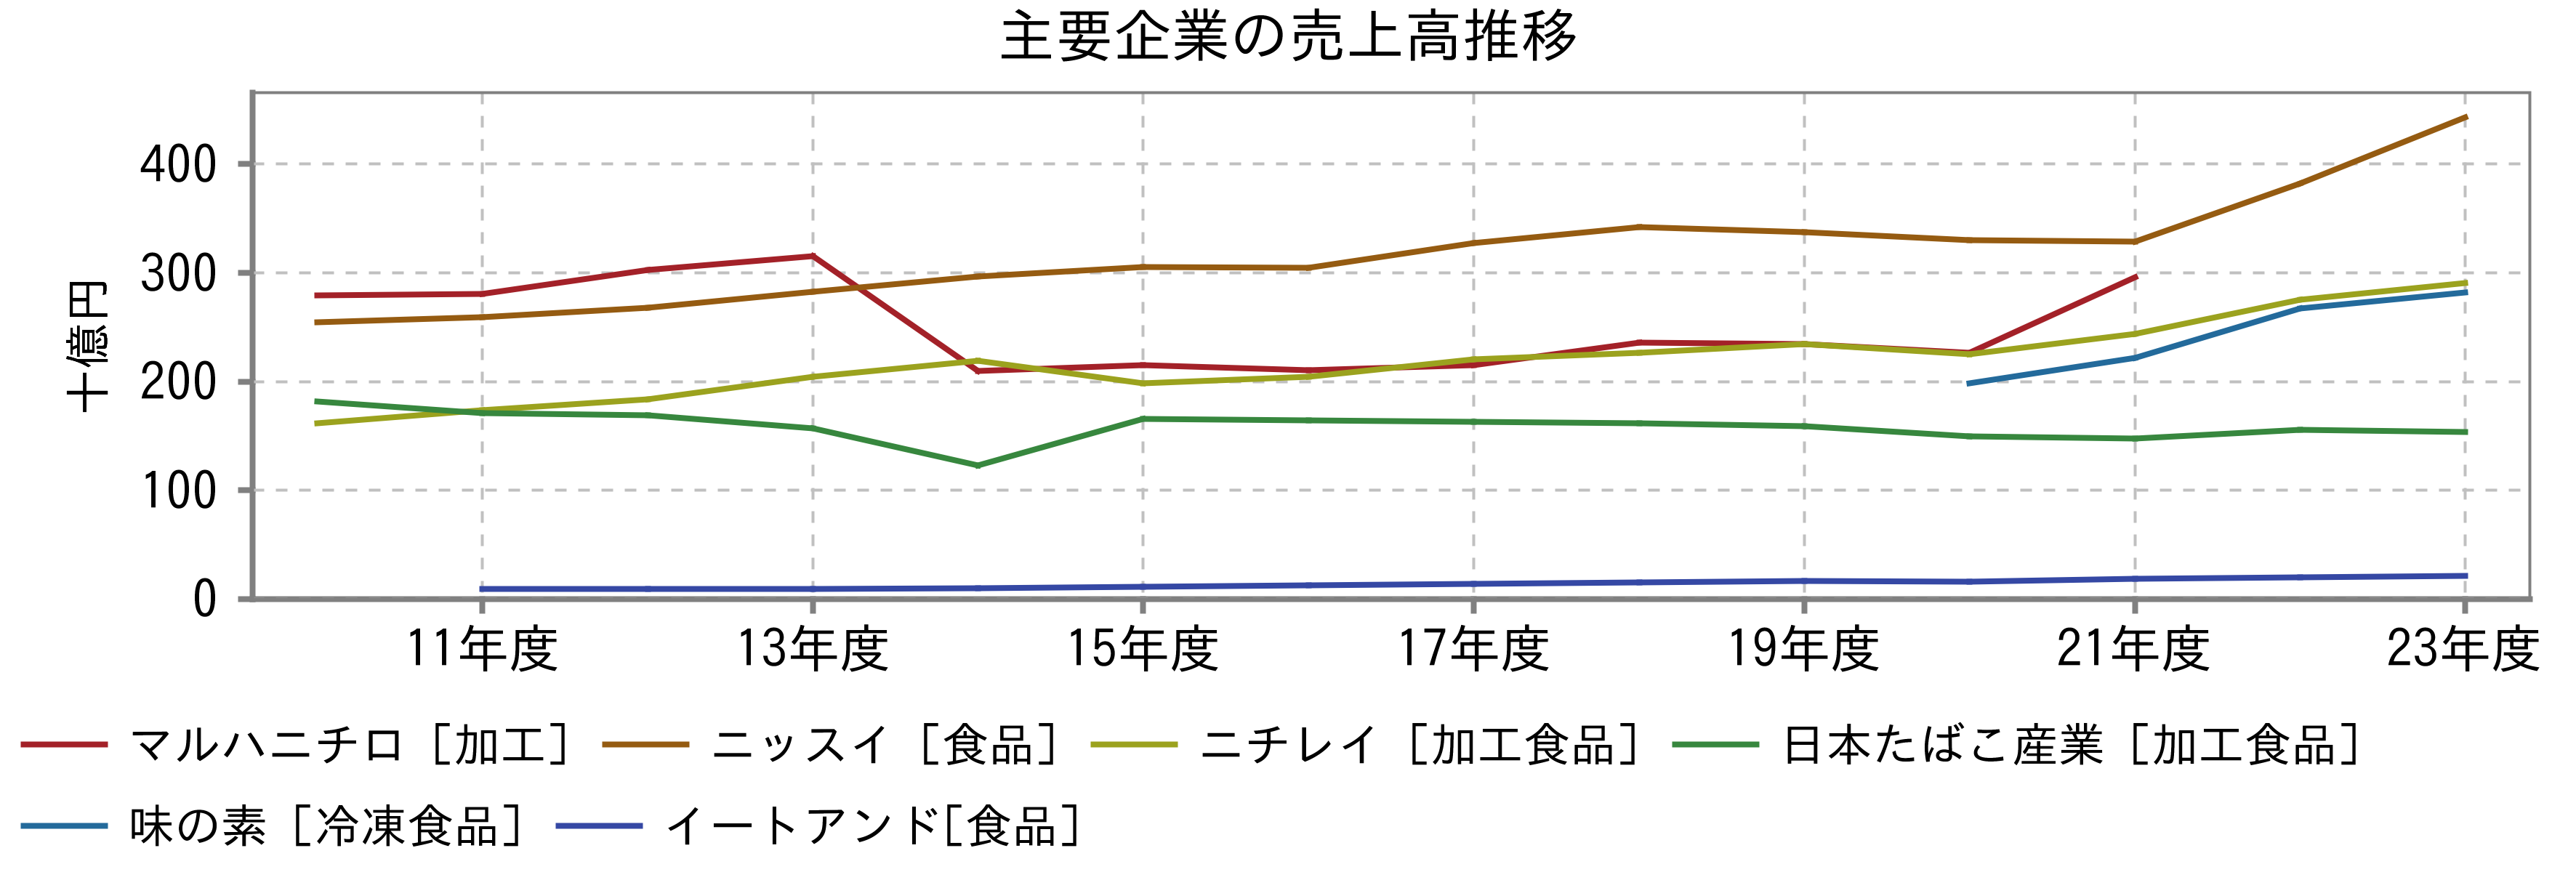 主要企業の売上高推移
十億円
400
300
200
100
0
11年度 13年度 15年度 17年度 19年度 21年度 23年度
マルハニチロ［加工］ ニッスイ［食品］ ニチレイ［加工食品］ 日本たばこ産業［加工食品］
味の素［冷凍食品］ イートアンド[食品］